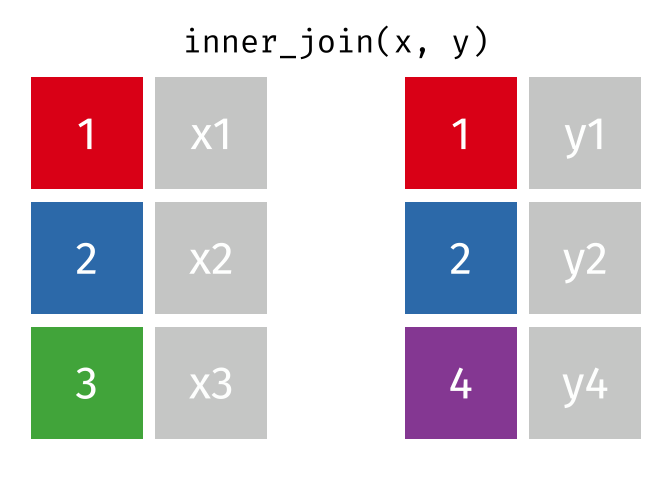 inner_join(x, y)
1 x1 1 y1
2 x2 2 y2
3 x3 4 y4